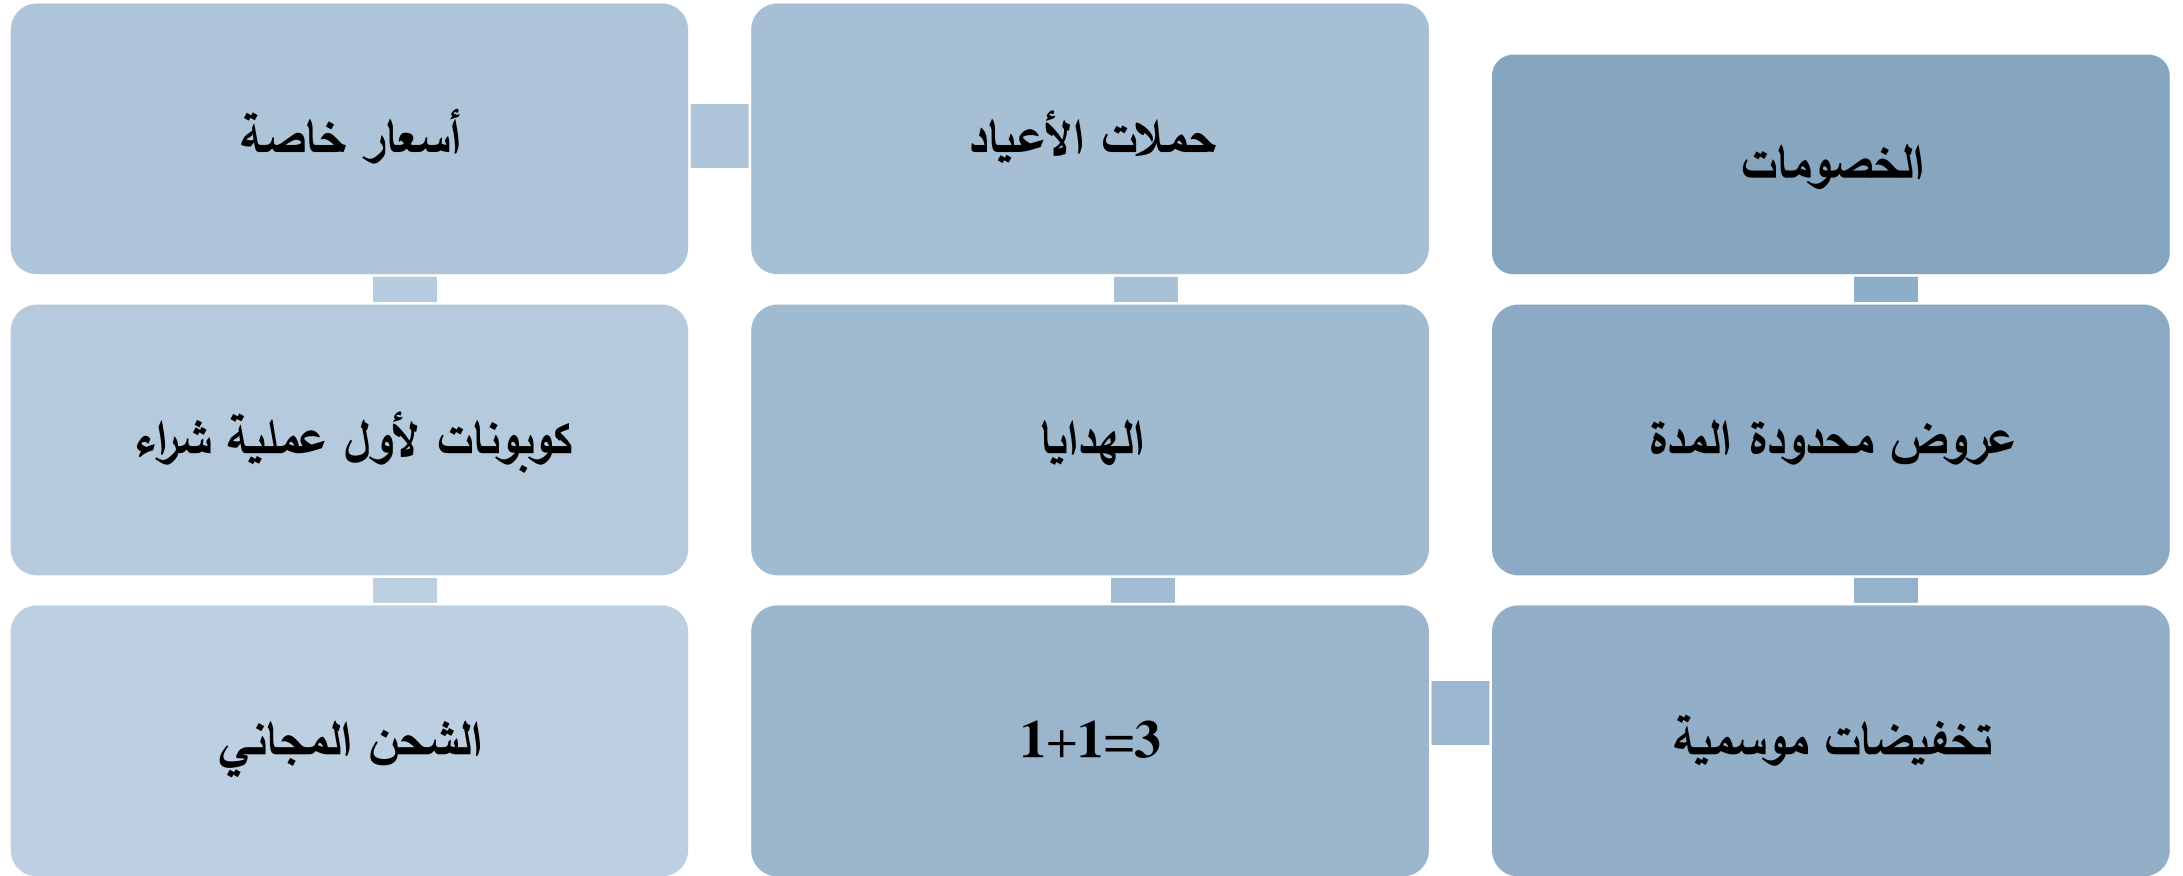 الخصومات
عروض محدودة المدة
تخفيضات موسمية
1+1=3
الهدايا
حملات الأعياد
أسعار خاصة
كوبونات لأول عملية شراء
الشحن المجاني